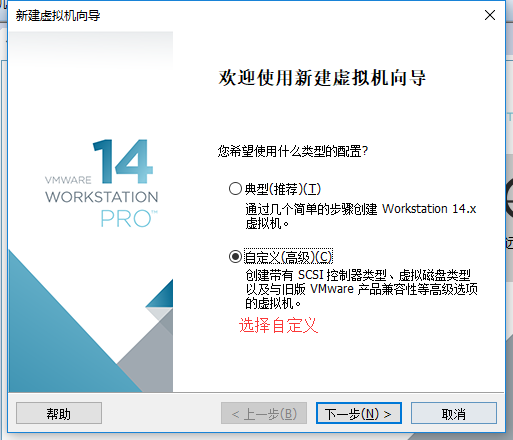 新建虚拟机向导
欢迎使用新建虚拟机向导
VMWARE 14
WORKSTATION
PRO™
您希望使用什么类型的配置?
典型(推荐)(T)
通过几个简单的步骤创建 Workstation 14.x
虚拟机。
自定义(高级)(C)
创建带有 SCSI 控制器类型、虚拟磁盘类型
以及与旧版 VMware 产品兼容性等高级选项
的虚拟机。
选择自定义
帮助
< 上一步(B)
下一步(N) >
取消